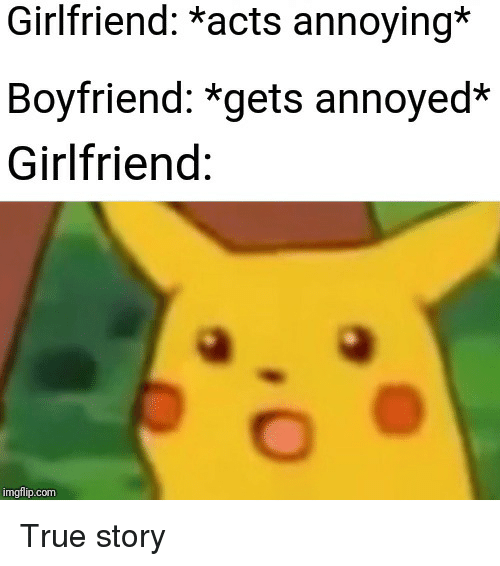 Girlfriend: *acts annoying*
Boyfriend: *gets annoyed*
Girlfriend:
imgflip.com
True story